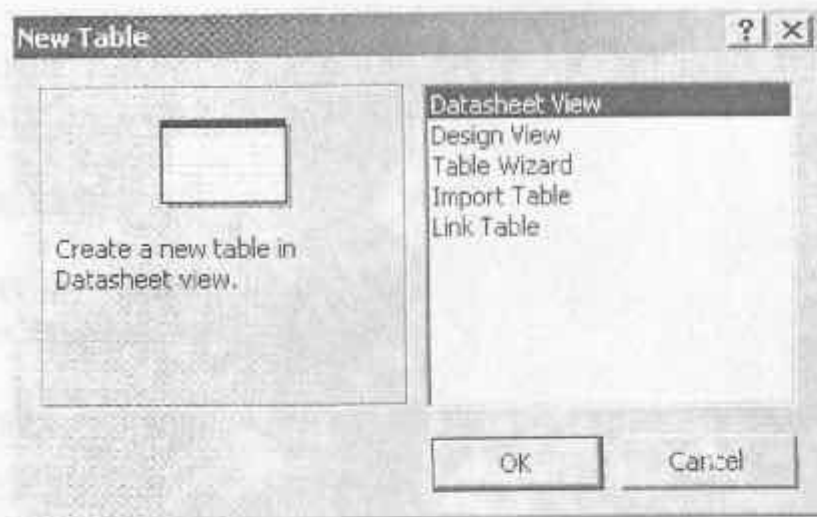 New Table
Create a new table in
Datasheet view.
Datasheet View
Design View
Table Wizard
Import Table
Link Table
OK
Cancel